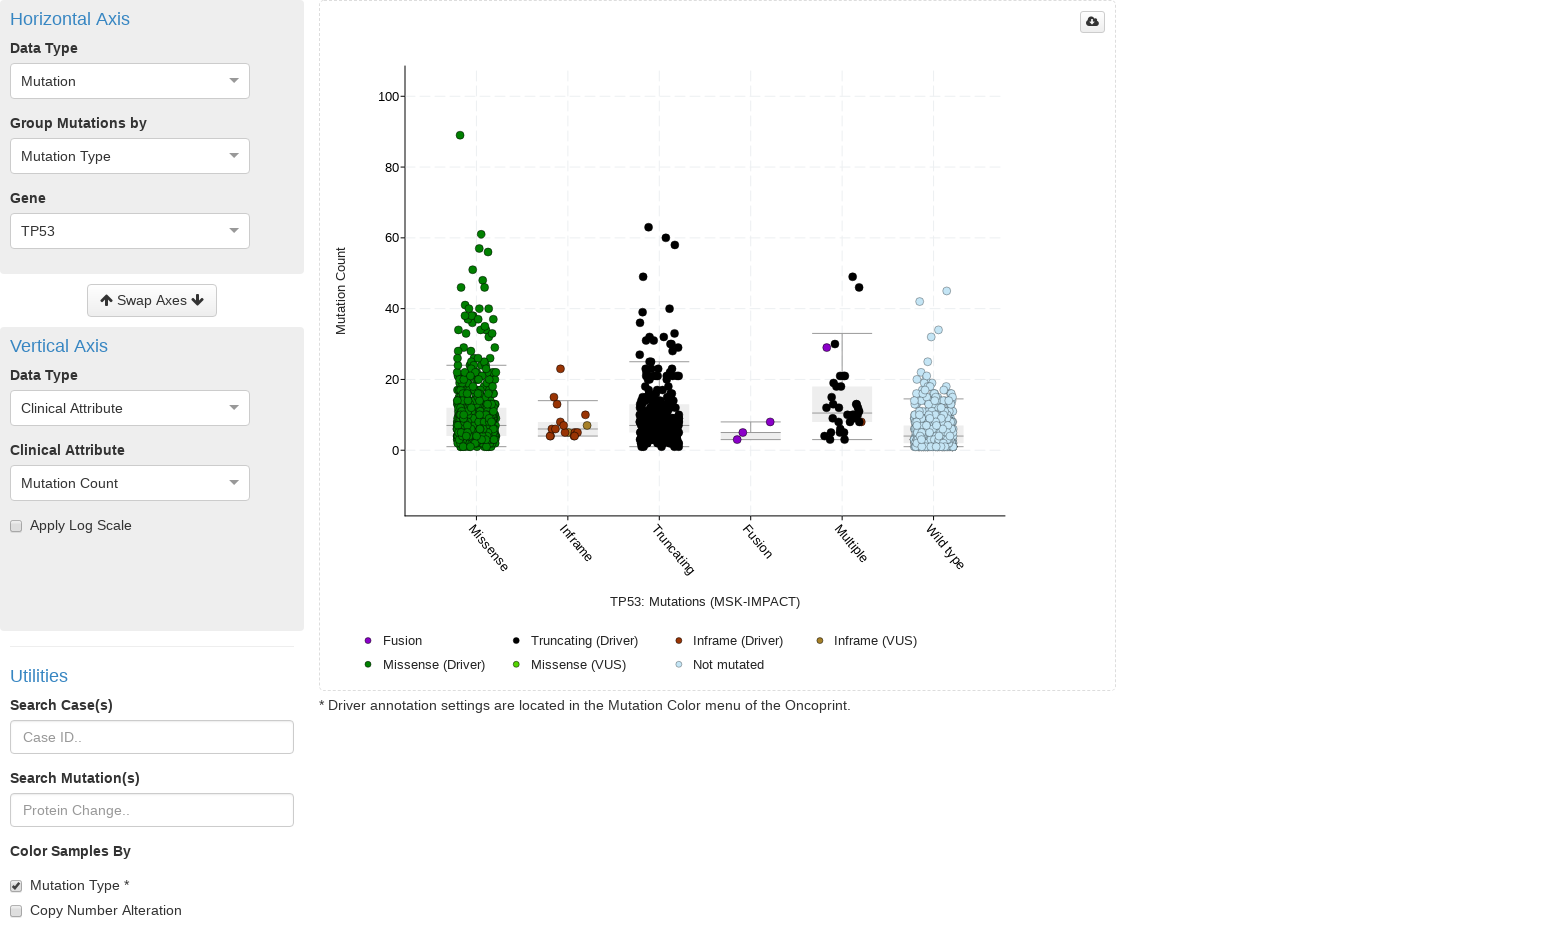 Horizontal Axis
Data Type
Mutation
Group Mutations by
Mutation Type
Gene
TP53
Swap Axes
Vertical Axis
Data Type
Clinical Attribute
Clinical Attribute
Mutation Count
Apply Log Scale
Utilities
Search Case(s)
Case ID..
Search Mutation(s)
Protein Change..
Color Samples By
Mutation Type *
Copy Number Alteration
100
80
60
40
20
0
Mutation Count
Missense
Inframe
Truncating
Fusion
Multiple
Wild type
TP53: Mutations (MSK-IMPACT)
Fusion
Truncating (Driver)
Inframe (Driver)
Inframe (VUS)
Missense (Driver)
Missense (VUS)
Not mutated
* Driver annotation settings are located in the Mutation Color menu of the Oncoprint.